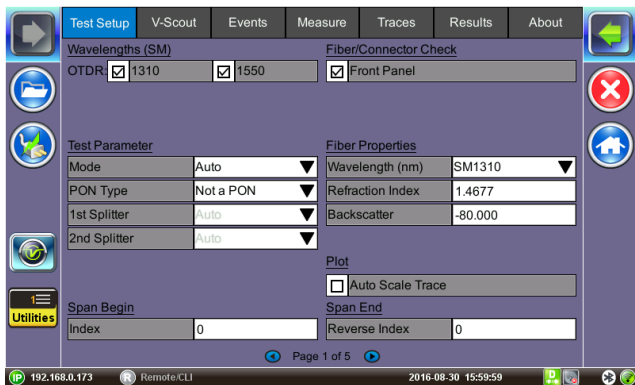 Test Setup V-Scout Events Measure Traces Results About
Wavelengths (SM) Fiber/Connector Check
OTDR: 1310 1550 Front Panel
Test Parameter Fiber Properties
Mode Auto Wavelength (nm) SM1310
PON Type Not a PON Refraction Index 1.4677
1st Splitter Auto Backscatter -80.000
2nd Splitter Auto
Plot
Auto Scale Trace
1
Utilities
Span Begin Span End
Index 0 Reverse Index 0
Page 1 of 5
IP 192.168.0.173 R Remote/CLI 2016-08-30 15:59:59